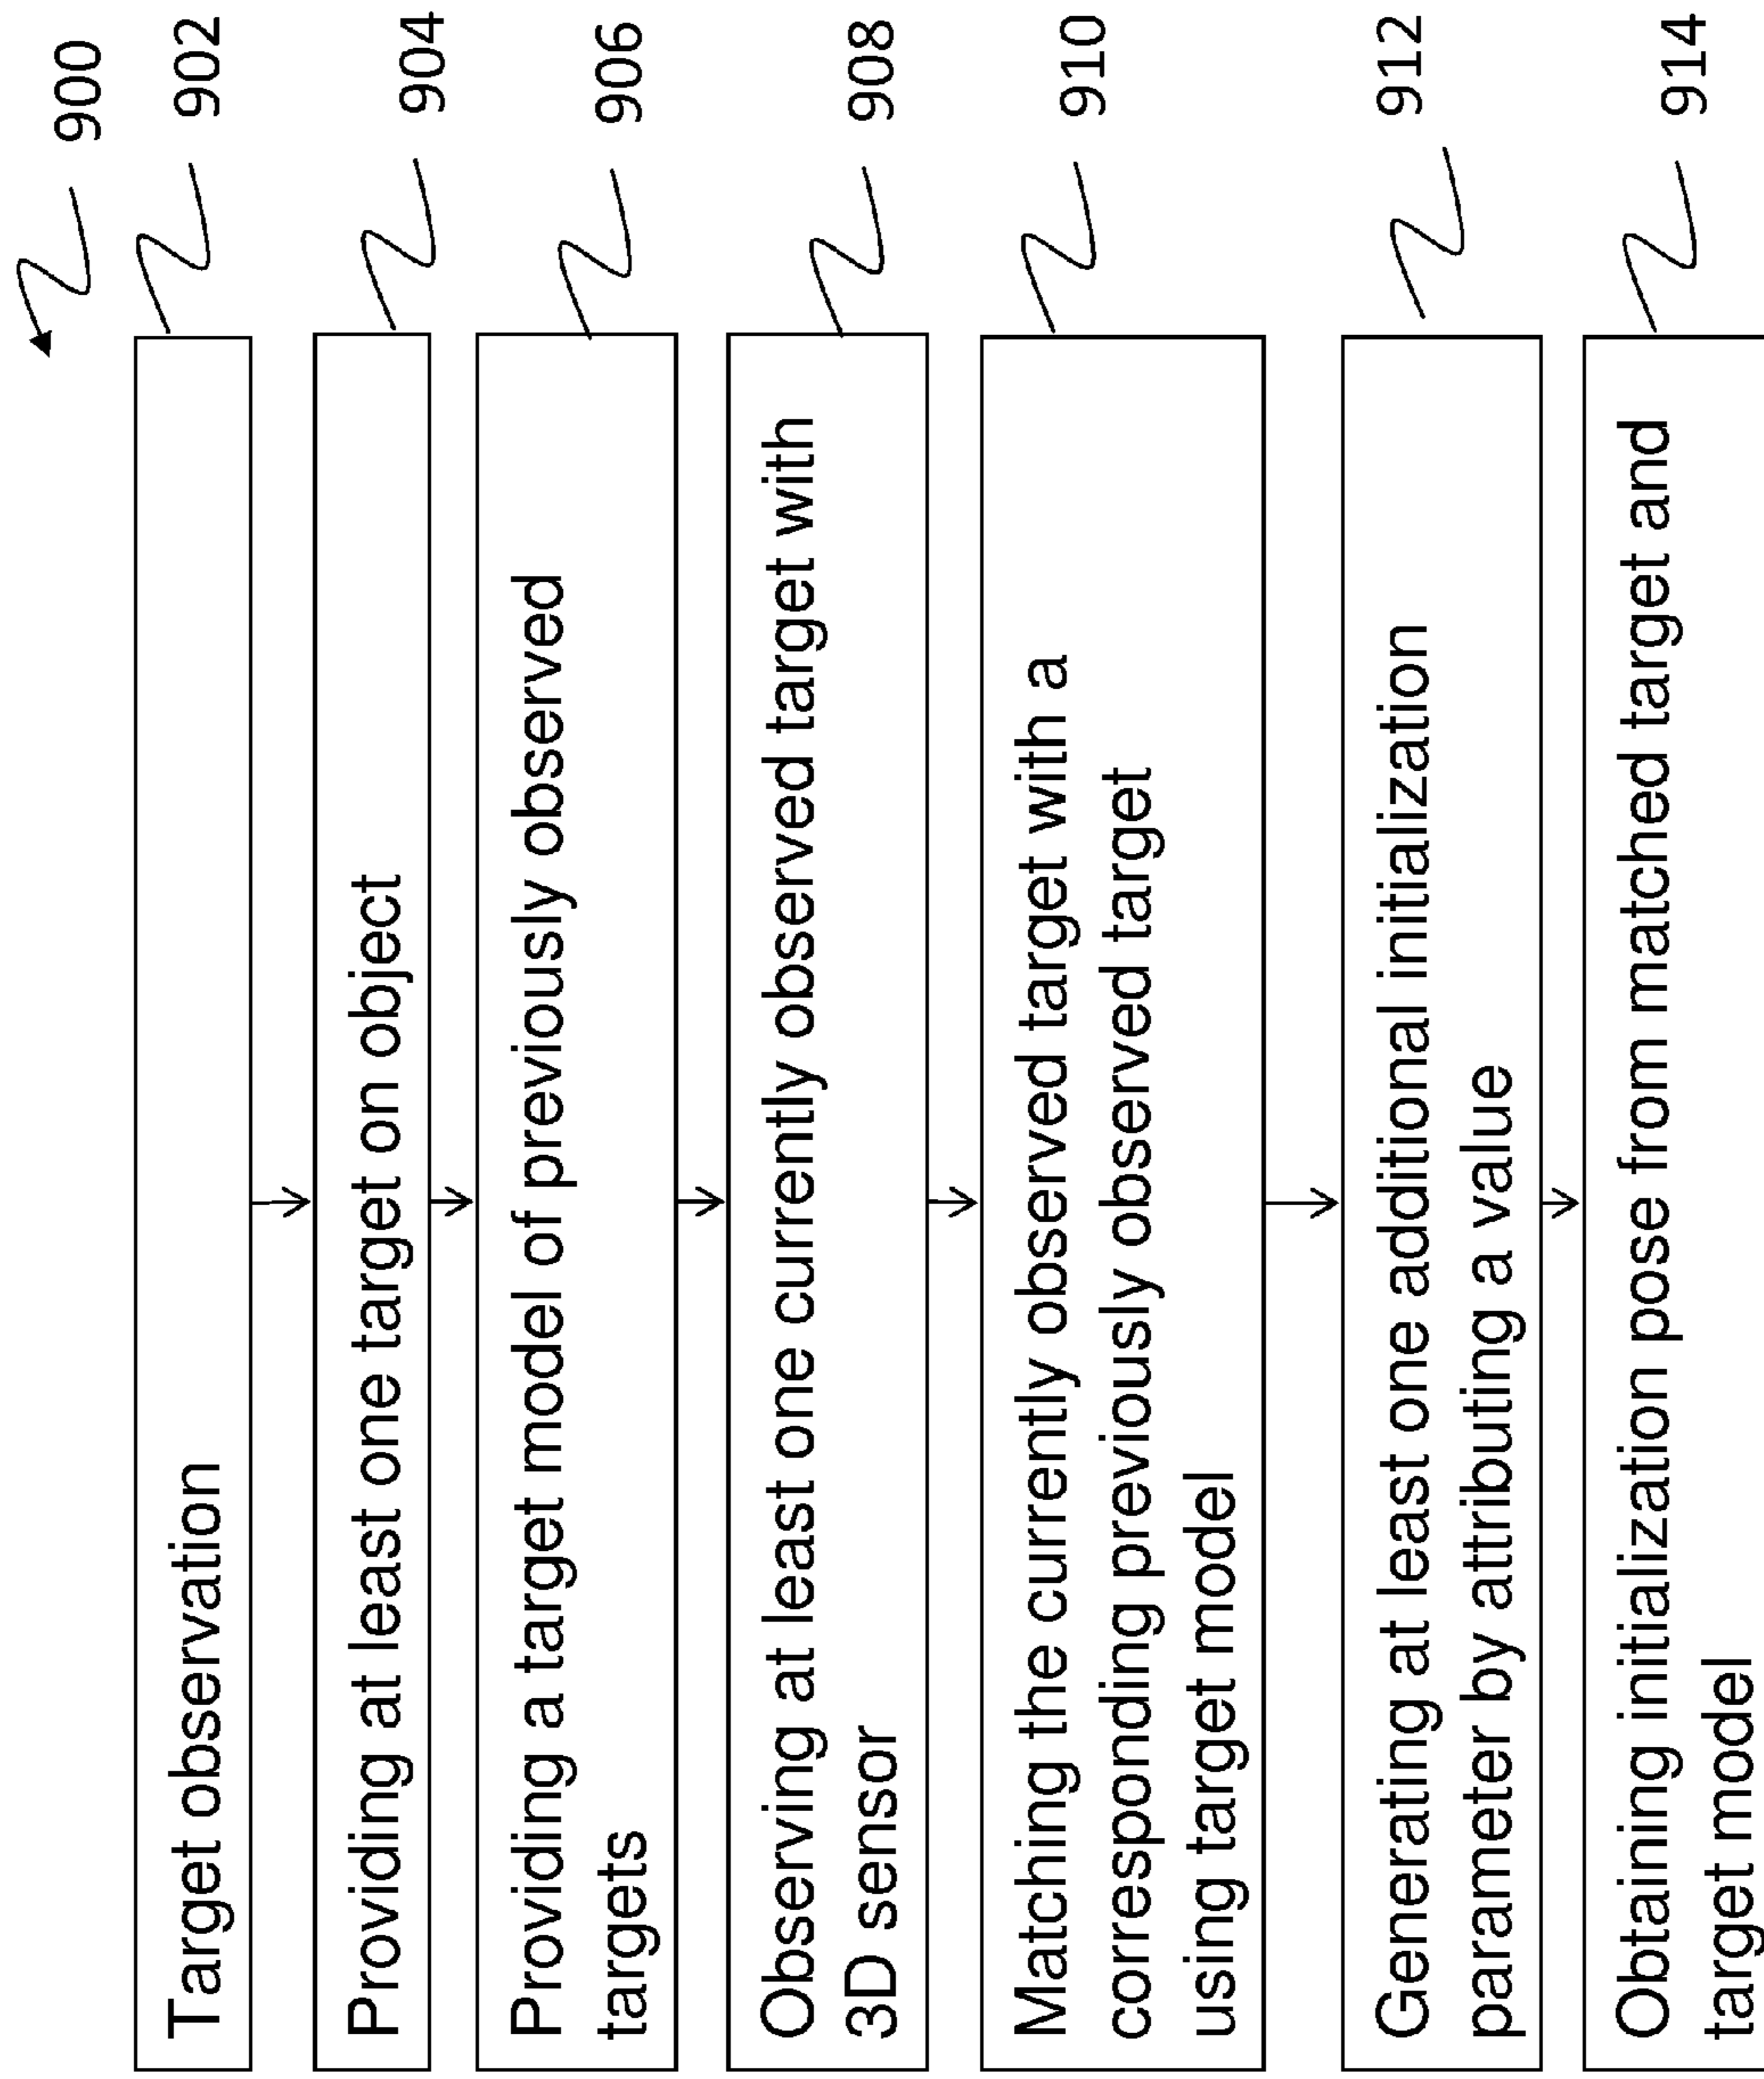 900
Target observation
902
Providing at least one target on object
904
Providing a target model of previously observed
targets
906
Observing at least one currently observed target with
3D sensor
908
Matching the currently observed target with a
corresponding previously observed target
using target model
910
Generating at least one additional initialization
parameter by attributing a value
912
Obtaining initialization pose from matched target and
target model
914